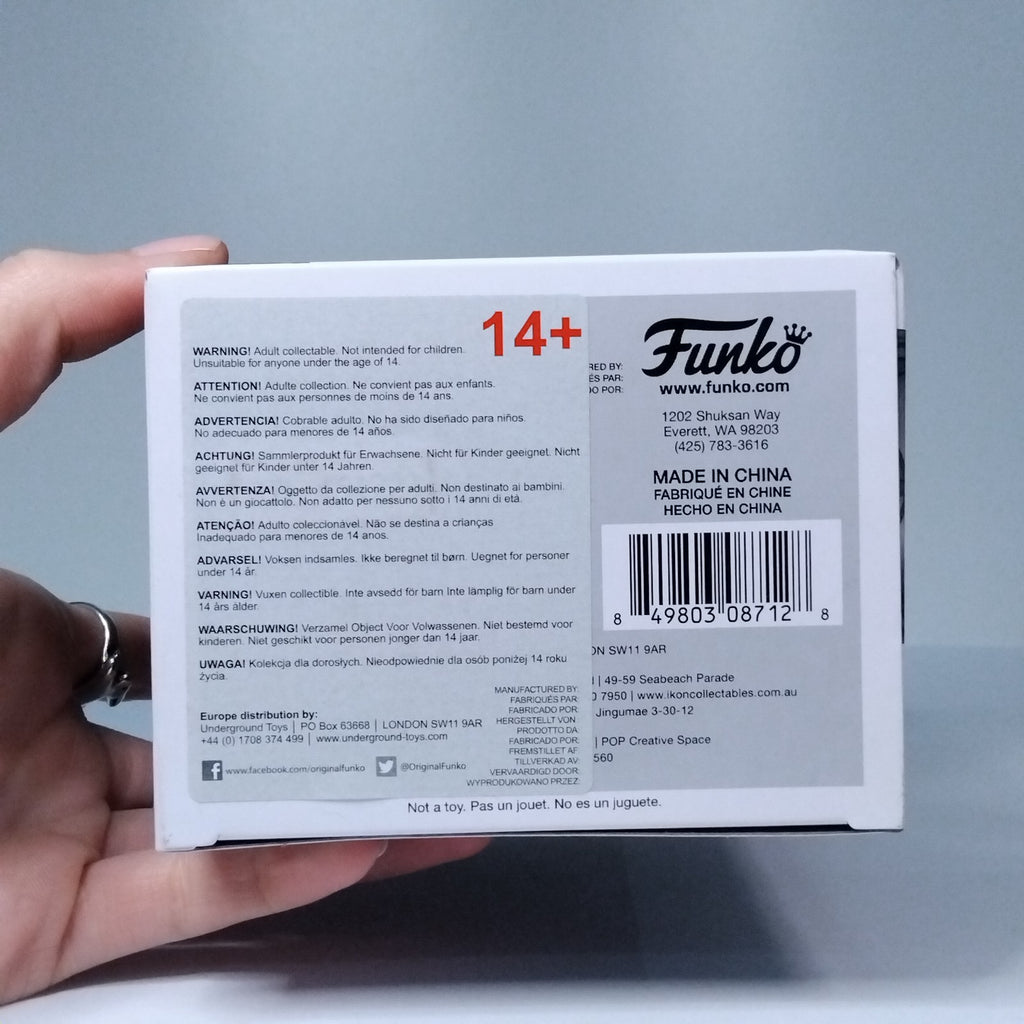 14+
WARNING! Adult collectable. Not intended for children.
Unsuitable for anyone under the age of 14.
ATTENTION! Adulte collection. Ne convient pas aux enfants.
Ne convient pas aux personnes de moins de 14 ans.
ADVERTENCIA! Cobrable adulto. No ha sido diseñado para niños.
No adecuado para menores de 14 años.
ACHTUNG! Sammlerprodukt für Erwachsene. Nicht für Kinder geeignet. Nicht
geeignet für Kinder unter 14 Jahren.
AVVERTENZA! Oggetto da collezione per adulti. Non destinato ai bambini.
Non è un giocattolo. Non adatto per nessuno sotto i 14 anni di età.
ATENÇÃO! Adulto coleccionável. Não se destina a crianças
Inadequado para menores de 14 anos.
ADVARSEL! Voksen indsamles. Ikke beregnet til børn. Uegnet for personer
under 14 år.
VARNING! Vuxen collectible. Inte avsedd för barn Inte lämplig för barn under
14 års ålder.
WAARSCHUWING! Verzamel Object Voor Volwassenen. Niet bestemd voor
kinderen. Niet geschikt voor personen jonger dan 14 jaar.
UWAGA! Kolekcja dla dorosłych. Nieodpowiednie dla osób poniżej 14 roku
życia.
MANUFACTURED BY:
FABRIQUÉS PAR:
FABRICADO POR:
HERGESTELLT VON:
PRODOTTO DA:
FABRICADO POR:
FREMSTILLET AF:
TILLVERKAD AV:
VERVAARDIGD DOOR:
WYPRODUKOWANO PRZEZ:
Europe distribution by:
Underground Toys | PO Box 63668 | LONDON SW11 9AR
+44 (0) 1708 374 499 | www.underground-toys.com
www.facebook.com/originalfunko @OriginalFunko
RED BY:
ÉS PAR:
DO POR:
Funko
www.funko.com
1202 Shuksan Way
Everett, WA 98203
(425) 783-3616
MADE IN CHINA
FABRIQUÉ EN CHINE
HECHO EN CHINA
8 49803 08712 8
ON SW11 9AR
| 49-59 Seabeach Parade
0 7950 | www.ikoncollectables.com.au
Jingumae 3-30-12
| POP Creative Space
560
Not a toy. Pas un jouet. No es un juguete.